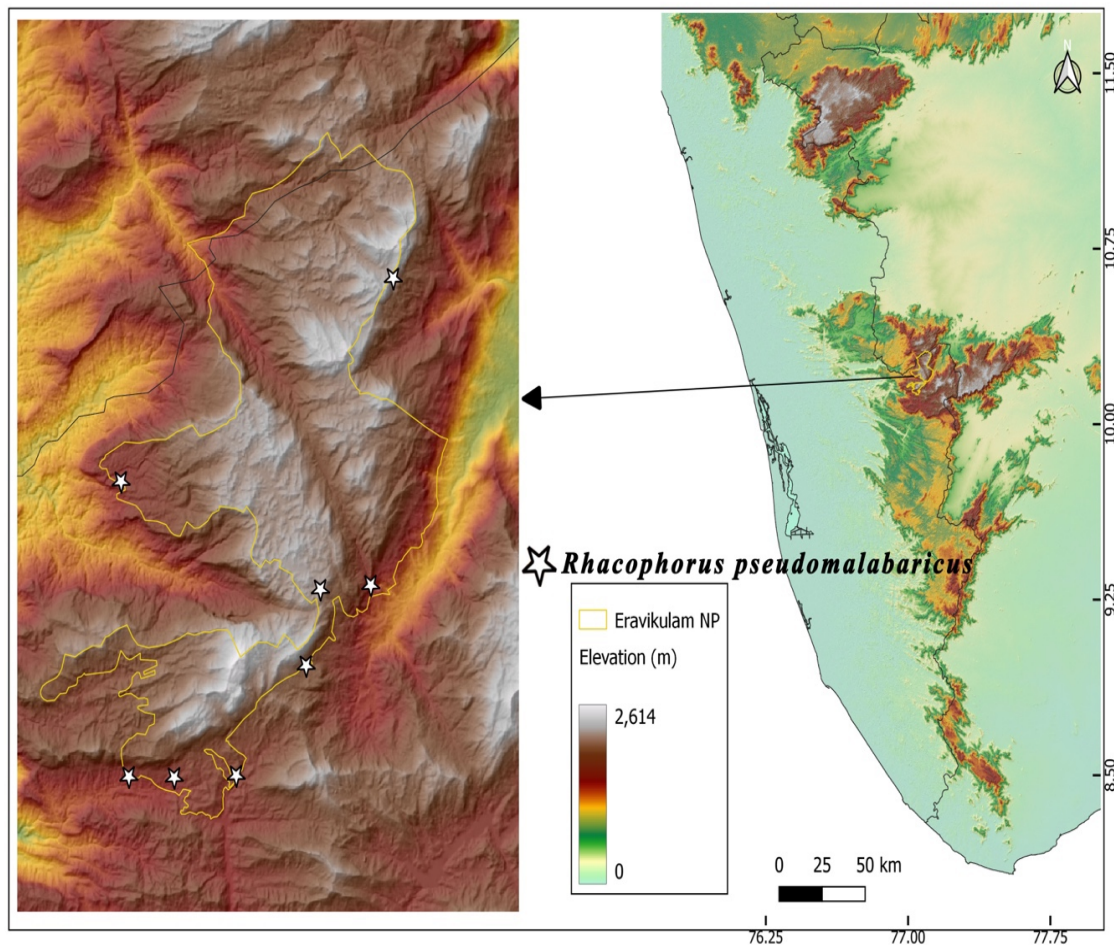 N
11.50
10.75
10.00
9.25
8.50
Rhacophorus pseudomalabaricus
Eravikulam NP
Elevation (m)
2,614
0
0 25 50 km
76.25 77.00 77.75